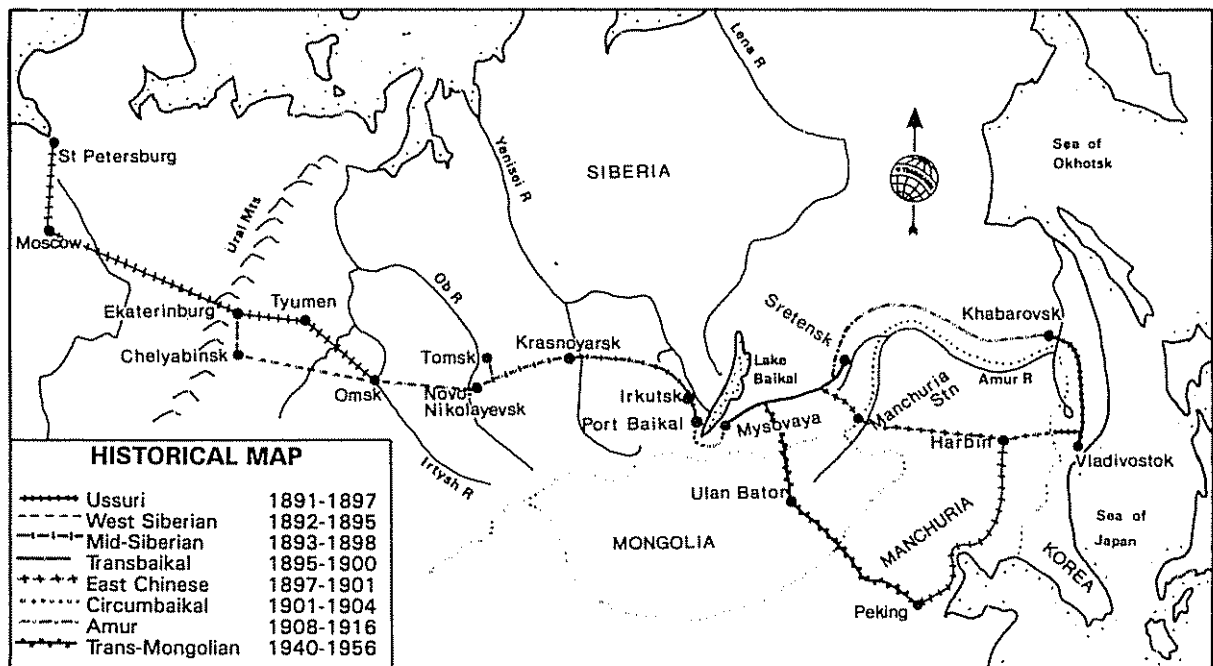 Lena R
Sea of
Okhotsk
St Petersburg
Yenisei R
SIBERIA
Ural Mts
Moscow
Ob R
Ekaterinburg
Tyumen
Sretensk
Khabarovsk
Chelyabinsk
Tomsk
Krasnoyarsk
Lake
Baikal
Amur R
Omsk
Novo-
Nikolayevsk
Irkutsk
Manchuria
Stn
Port Baikal
Mysovaya
Harbin
Vladivostok
Irtysh R
Ulan Bator
MONGOLIA
MANCHURIA
Sea of
Japan
KOREA
Peking
HISTORICAL MAP
Ussuri 1891-1897
West Siberian 1892-1895
Mid-Siberian 1893-1898
Transbaikal 1895-1900
East Chinese 1897-1901
Circumbaikal 1901-1904
Amur 1908-1916
Trans-Mongolian 1940-1956